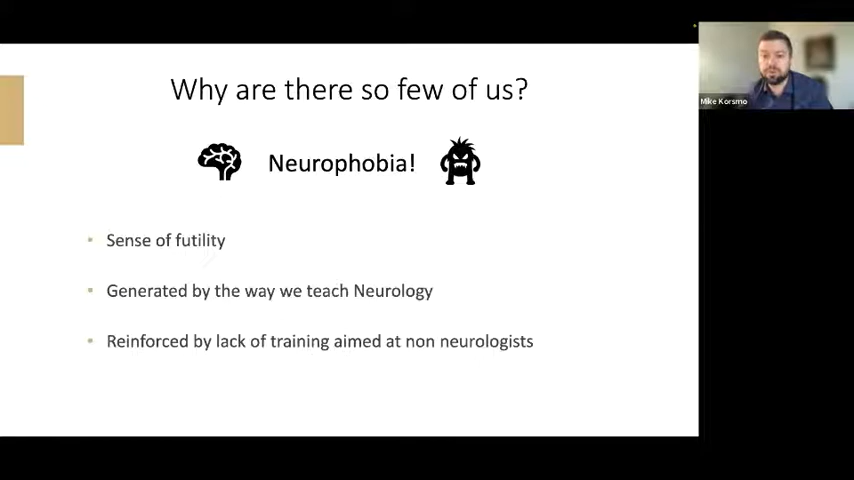 Why are there so few of us?
Neurophobia!
Sense of futility
Generated by the way we teach Neurology
Reinforced by lack of training aimed at non neurologists
Mike Korsmo